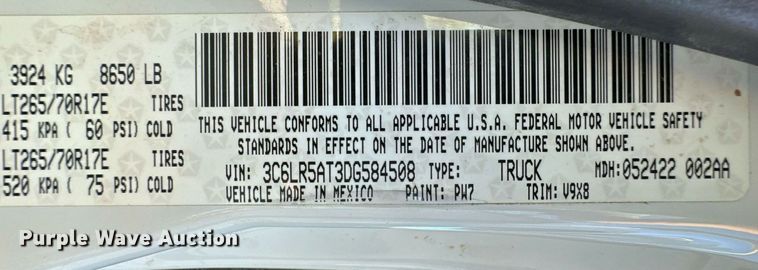 3924 KG 8650 LB
LT265/70R17E TIRES
415 KPA ( 60 PSI) COLD
LT265/70R17E TIRES
520 KPA ( 75 PSI) COLD
THIS VEHICLE CONFORMS TO ALL APPLICABLE U.S.A. FEDERAL MOTOR VEHICLE SAFETY
STANDARDS IN EFFECT ON THE DATE OF MANUFACTURE SHOWN ABOVE.
VIN: 3C6LR5AT3DG584508 TYPE: TRUCK MDH: 052422 002AA
VEHICLE MADE IN MEXICO PAINT: PW7 TRIM: V9X8
Purple Wave Auction